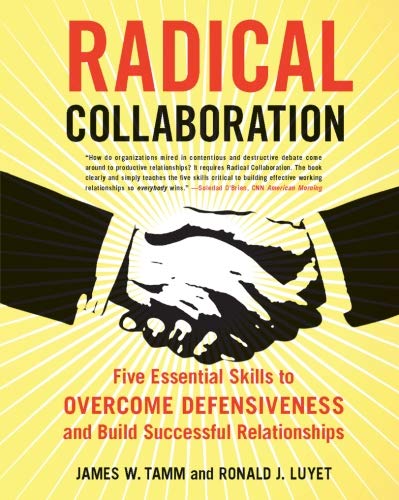 RADICAL
COLLABORATION
"How do organizations mired in contentious and destructive debate come
around to productive relationships? It requires Radical Collaboration. The book
clearly and simply teaches the five skills critical to building effective working
relationships so everybody wins." —Soledad O'Brien, CNN American Morning
Five Essential Skills to
OVERCOME DEFENSIVENESS
and Build Successful Relationships
JAMES W. TAMM and RONALD J. LUYET